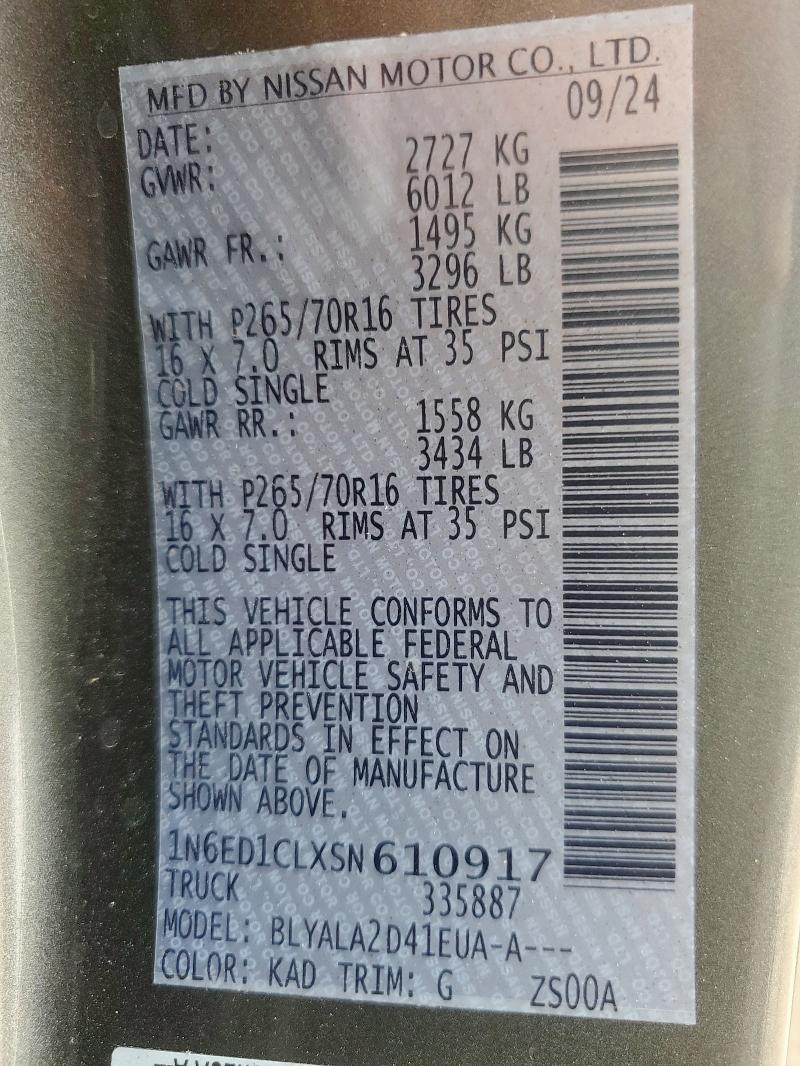 MFD BY NISSAN MOTOR CO., LTD.
DATE: 09/24
GVWR: 2727 KG
6012 LB
GAWR FR.: 1495 KG
3296 LB
WITH P265/70R16 TIRES
16 X 7.0 RIMS AT 35 PSI
COLD SINGLE
GAWR RR.: 1558 KG
3434 LB
WITH P265/70R16 TIRES
16 X 7.0 RIMS AT 35 PSI
COLD SINGLE
THIS VEHICLE CONFORMS TO
ALL APPLICABLE FEDERAL
MOTOR VEHICLE SAFETY AND
THEFT PREVENTION
STANDARDS IN EFFECT ON
THE DATE OF MANUFACTURE
SHOWN ABOVE.
1N6ED1CLXSN610917
TRUCK 335887
MODEL: BLYALA2D41EUA-A---
COLOR: KAD TRIM: G ZS00A